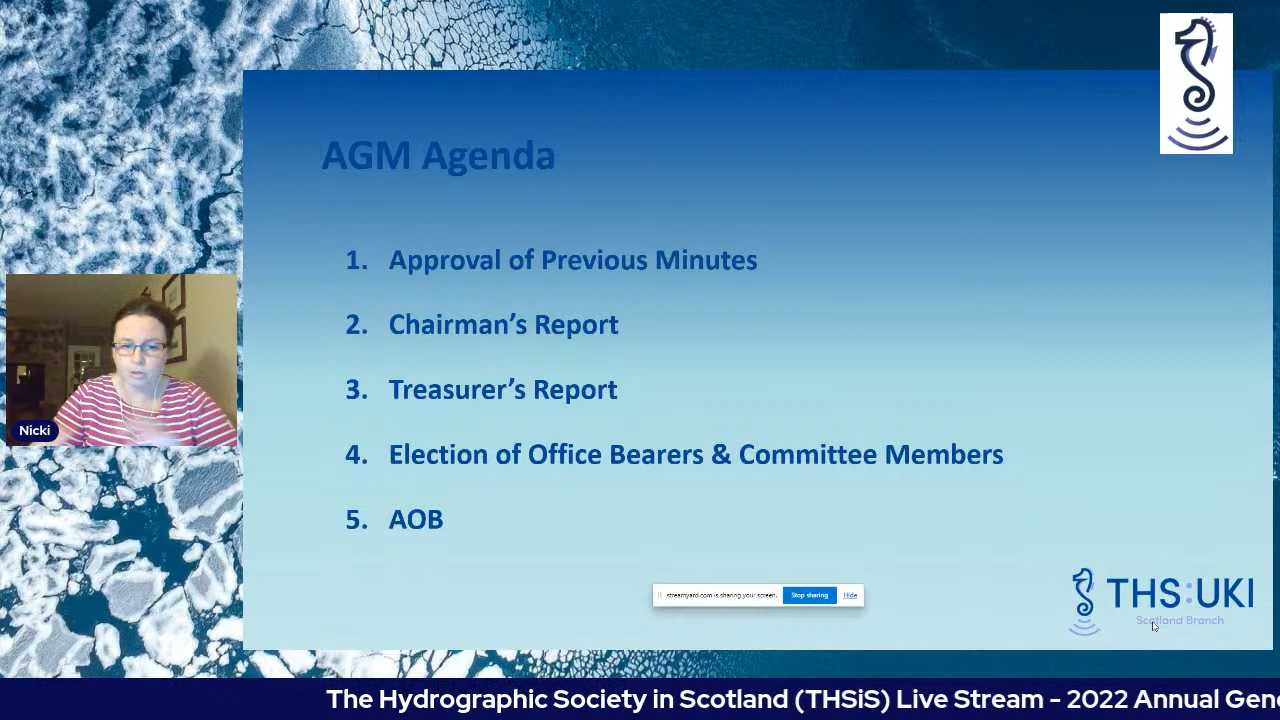 AGM Agenda
1. Approval of Previous Minutes
2. Chairman’s Report
3. Treasurer’s Report
4. Election of Office Bearers & Committee Members
5. AOB
Nicki
streamyard.com is sharing your screen. Stop sharing Hide
THS:UKI
Scotland Branch
The Hydrographic Society in Scotland (THSiS) Live Stream - 2022 Annual Gene